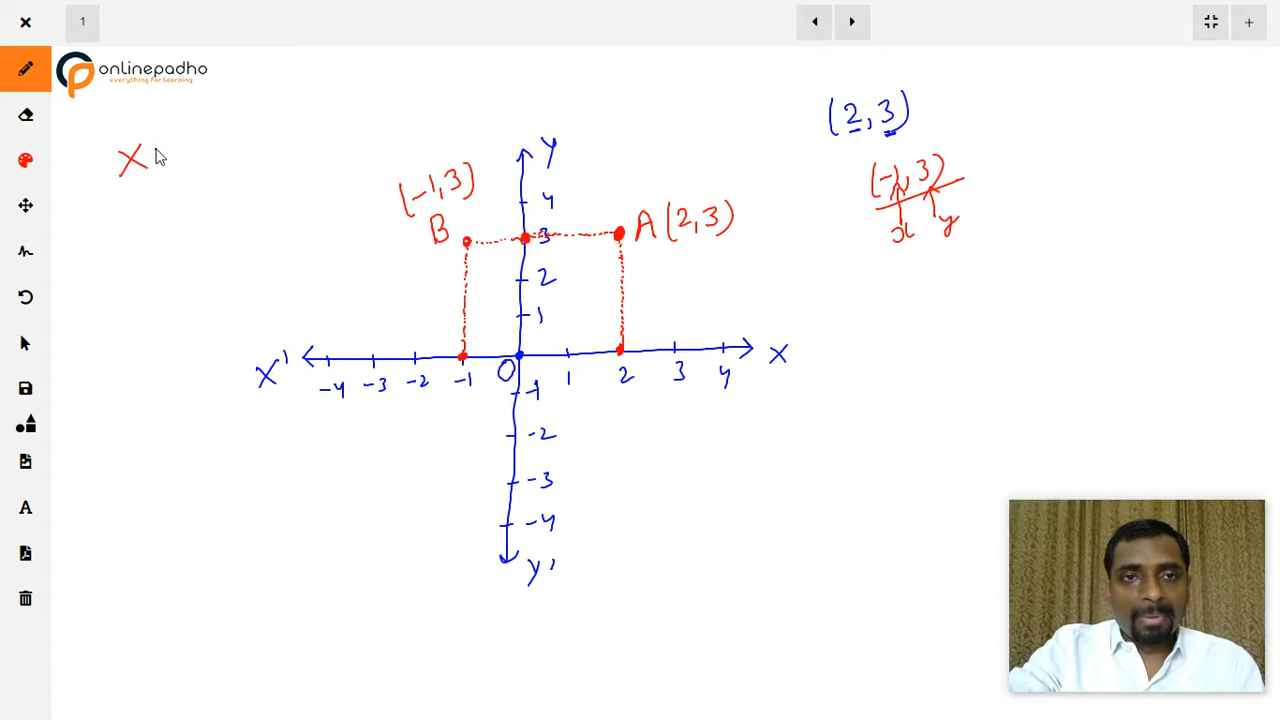 1
onlinepadho
everything for learning
(2,3)
X
Y
(-1,3)
(-1,3)
4
B
3
A(2,3)
x
y
2
1
X'
X
-4 -3 -2 -1 O 1 2 3 4
-1
-2
-3
-4
Y'
A